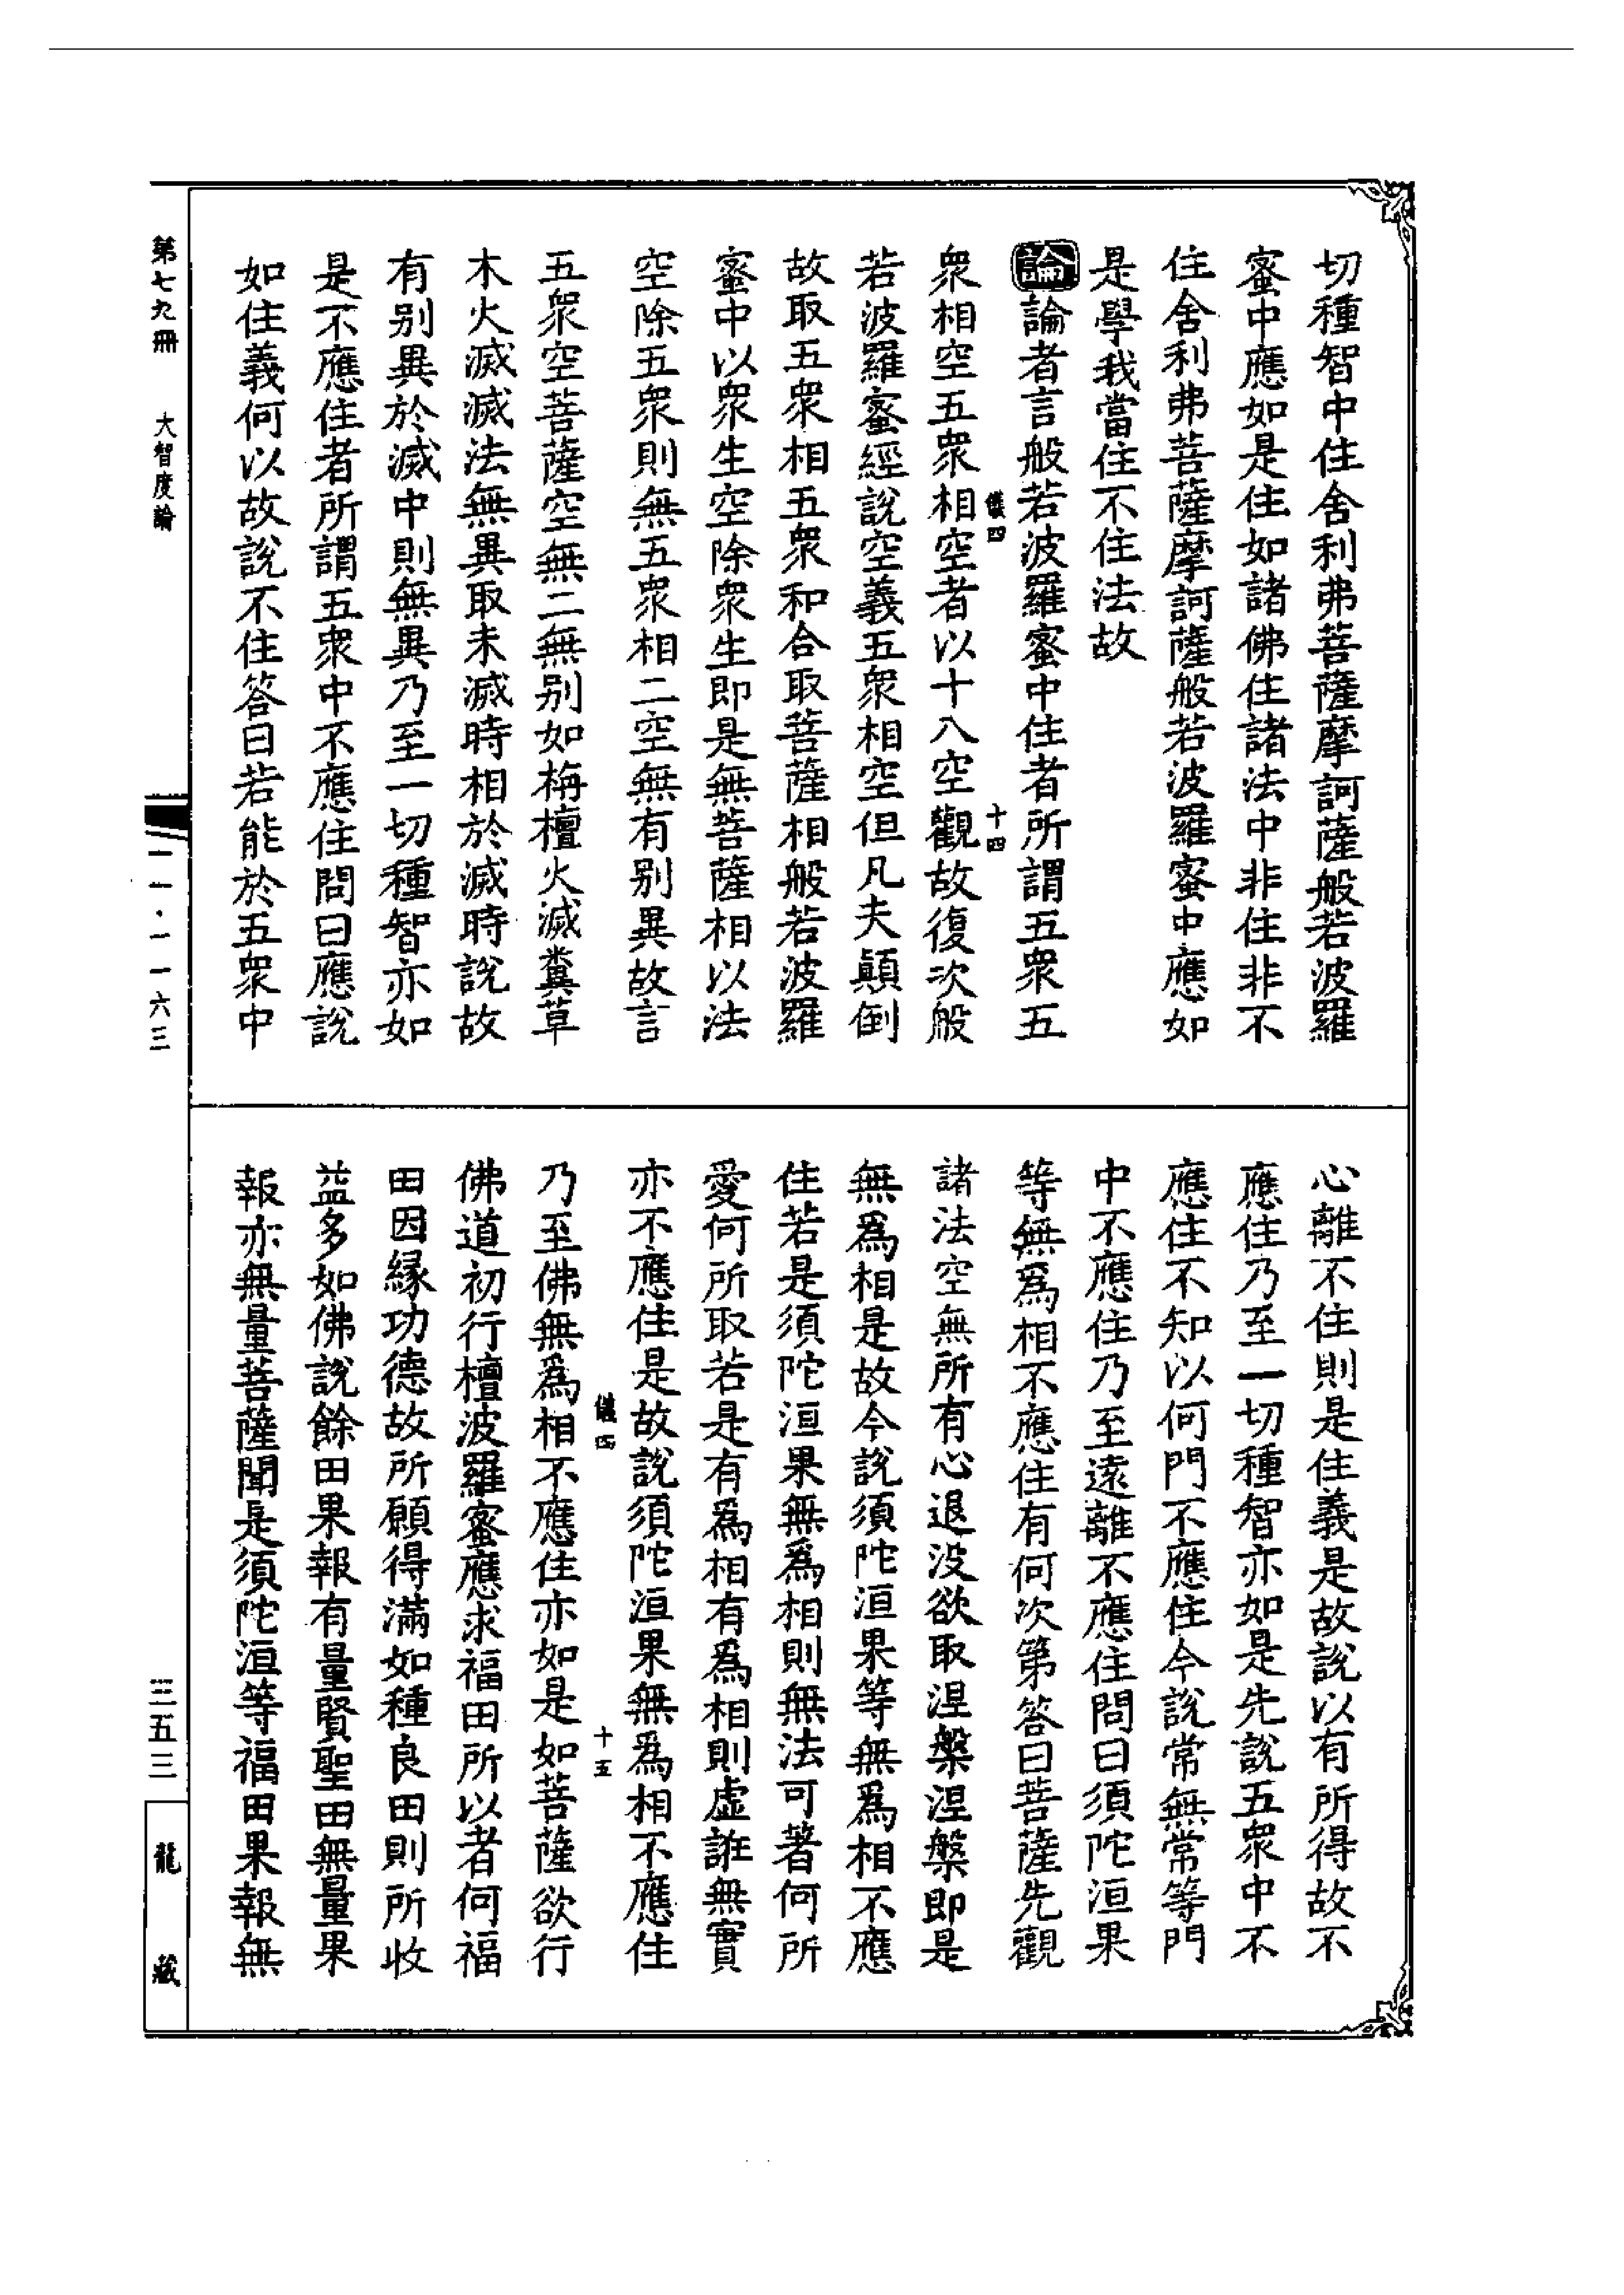 切種智中住舍利弗菩薩摩訶薩般若波羅
蜜中應如是住如諸佛住諸法中非住非不
住舍利弗菩薩摩訶薩般若波羅蜜中應如
是學我當住不住法故
論論者言般若波羅蜜中住者所謂五衆五
儀四 十四
衆相空五衆相空者以十八空觀故復次般
若波羅蜜經說空義五衆相空但凡夫顛倒
故取五衆相五衆和合取菩薩相般若波羅
蜜中以衆生空除衆生即是無菩薩相以法
空除五衆則無五衆相二空無有別異故言
五衆空菩薩空無二無別如栴檀火滅糞草
木火滅滅法無異取未滅時相於滅時說故
有別異於滅中則無異乃至一切種智亦如
是不應住者所謂五衆中不應住問曰應說
如住義何以故說不住答曰若能於五衆中
心離不住則是住義是故說以有所得故不
應住乃至一切種智亦如是先說五衆中不
應住不知以何門不應住今說常無常等門
中不應住乃至遠離不應住問曰須陀洹果
等無爲相不應住有何次第答曰菩薩先觀
諸法空無所有心退沒欲取涅槃涅槃即是
無爲相是故今說須陀洹果等無爲相不應
住若是須陀洹果無爲相則無法可著何所
愛何所取若是有爲相有爲相則虛誑無實
亦不應住是故說須陀洹果無爲相不應住
儀四 十五
乃至佛無爲相不應住亦如是如菩薩欲行
佛道初行檀波羅蜜應求福田所以者何福
田因緣功德故所願得滿如種良田則所收
益多如佛說餘田果報有量賢聖田無量果
報亦無量菩薩聞是須陀洹等福田果報無
第七九冊 大智度論
一一·一一六三
三五三
龍藏